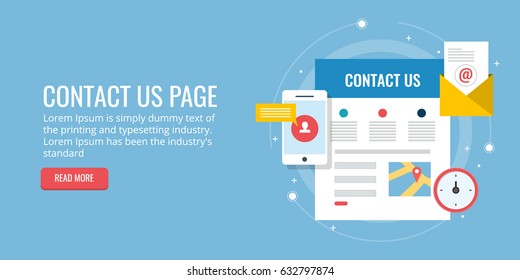 CONTACT US PAGE
Lorem Ipsum is simply dummy text of
the printing and typesetting industry.
Lorem Ipsum has been the industry's
standard
READ MORE
CONTACT US
@
shutterstock.com · 632797874